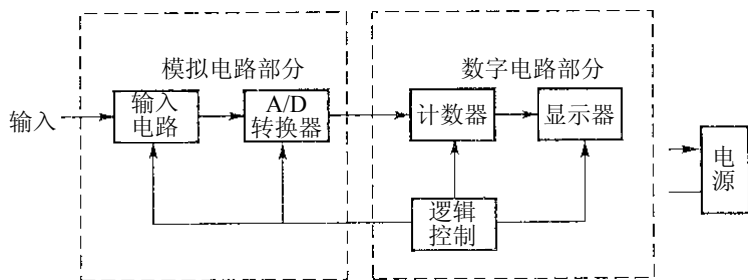 模拟电路部分
数字电路部分
输入
输入
电路
A/D
转换器
计数器
显示器
电
源
逻辑
控制